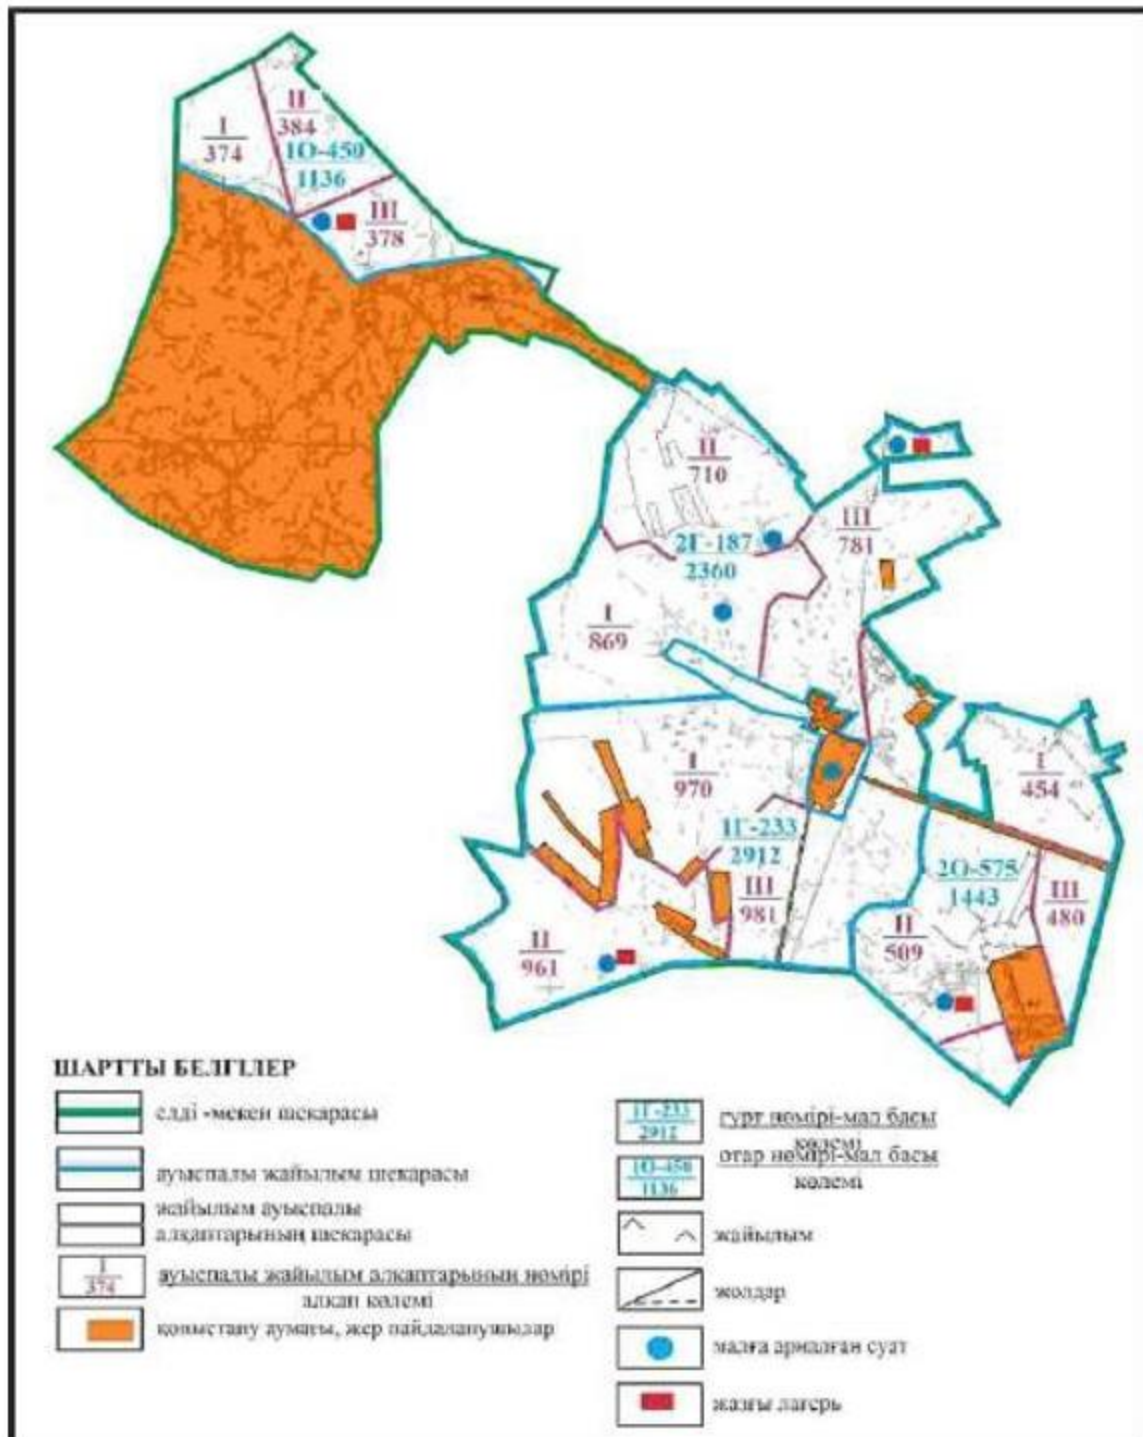 I
374
II
384
1О-450
1136
III
378
II
710
III
781
2Г-187
2360
I
869
I
970
I
454
1Г-233
2912
2О-575
1443
III
981
III
480
II
509
II
961
ШАРТТЫ БЕЛГІЛЕР
елді -мекен шекарасы
ауыспалы жайылым шекарасы
жайылым ауыспалы
алқаптарының шекарасы
I
374
ауыспалы жайылым алқаптарының нөмірі
алқап көлемі
қоныстану аумағы, жер пайдаланушылар
1Г-233
2912
гурт нөмірі-мал басы
көлемі
1О-450
1136
отар нөмірі-мал басы
көлемі
жайылым
жолдар
малға арналған суат
жазғы лагерь